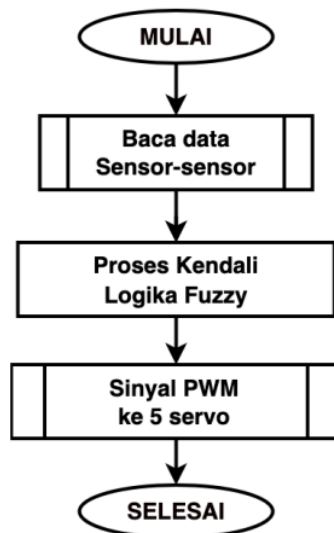 MULAI
Baca data
Sensor-sensor
Proses Kendali
Logika Fuzzy
Sinyal PWM
ke 5 servo
SELESAI